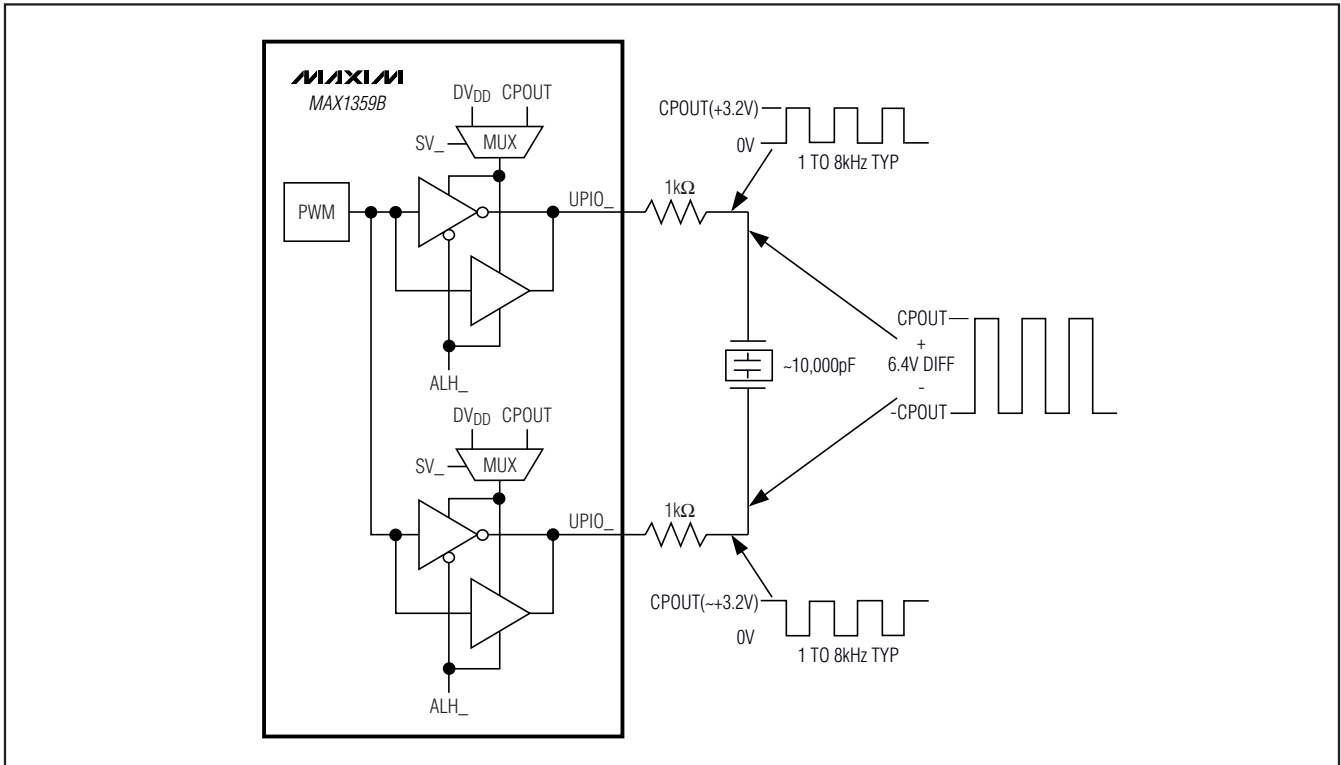 MAXIM
MAX1359B
DVDD CPOUT
SV_
MUX
PWM
UPIO_
1kΩ
ALH_
CPOUT(+3.2V)
0V
1 TO 8kHz TYP
~10,000pF
CPOUT
+
6.4V DIFF
-
-CPOUT
DVDD CPOUT
SV_
MUX
UPIO_
1kΩ
ALH_
CPOUT(~+3.2V)
0V
1 TO 8kHz TYP